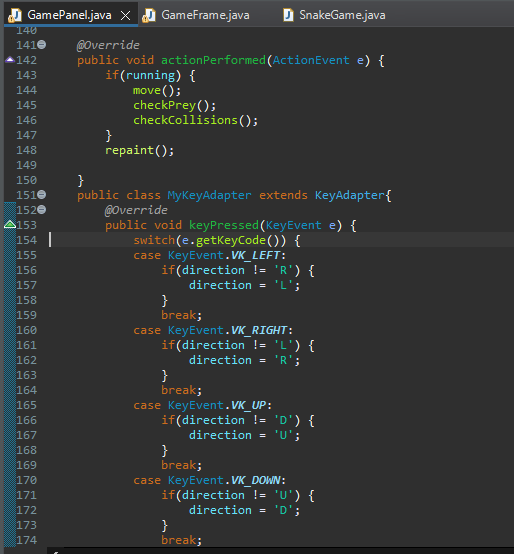 GamePanel.java
GameFrame.java
SnakeGame.java
140
141 @Override
142 public void actionPerformed(ActionEvent e) {
143 if(running) {
144 move();
145 checkPrey();
146 checkCollisions();
147 }
148 repaint();
149
150 }
151 public class MyKeyAdapter extends KeyAdapter{
152 @Override
153 public void keyPressed(KeyEvent e) {
154 switch(e.getKeyCode()) {
155 case KeyEvent.VK_LEFT:
156 if(direction != 'R') {
157 direction = 'L';
158 }
159 break;
160 case KeyEvent.VK_RIGHT:
161 if(direction != 'L') {
162 direction = 'R';
163 }
164 break;
165 case KeyEvent.VK_UP:
166 if(direction != 'D') {
167 direction = 'U';
168 }
169 break;
170 case KeyEvent.VK_DOWN:
171 if(direction != 'U') {
172 direction = 'D';
173 }
174 break;